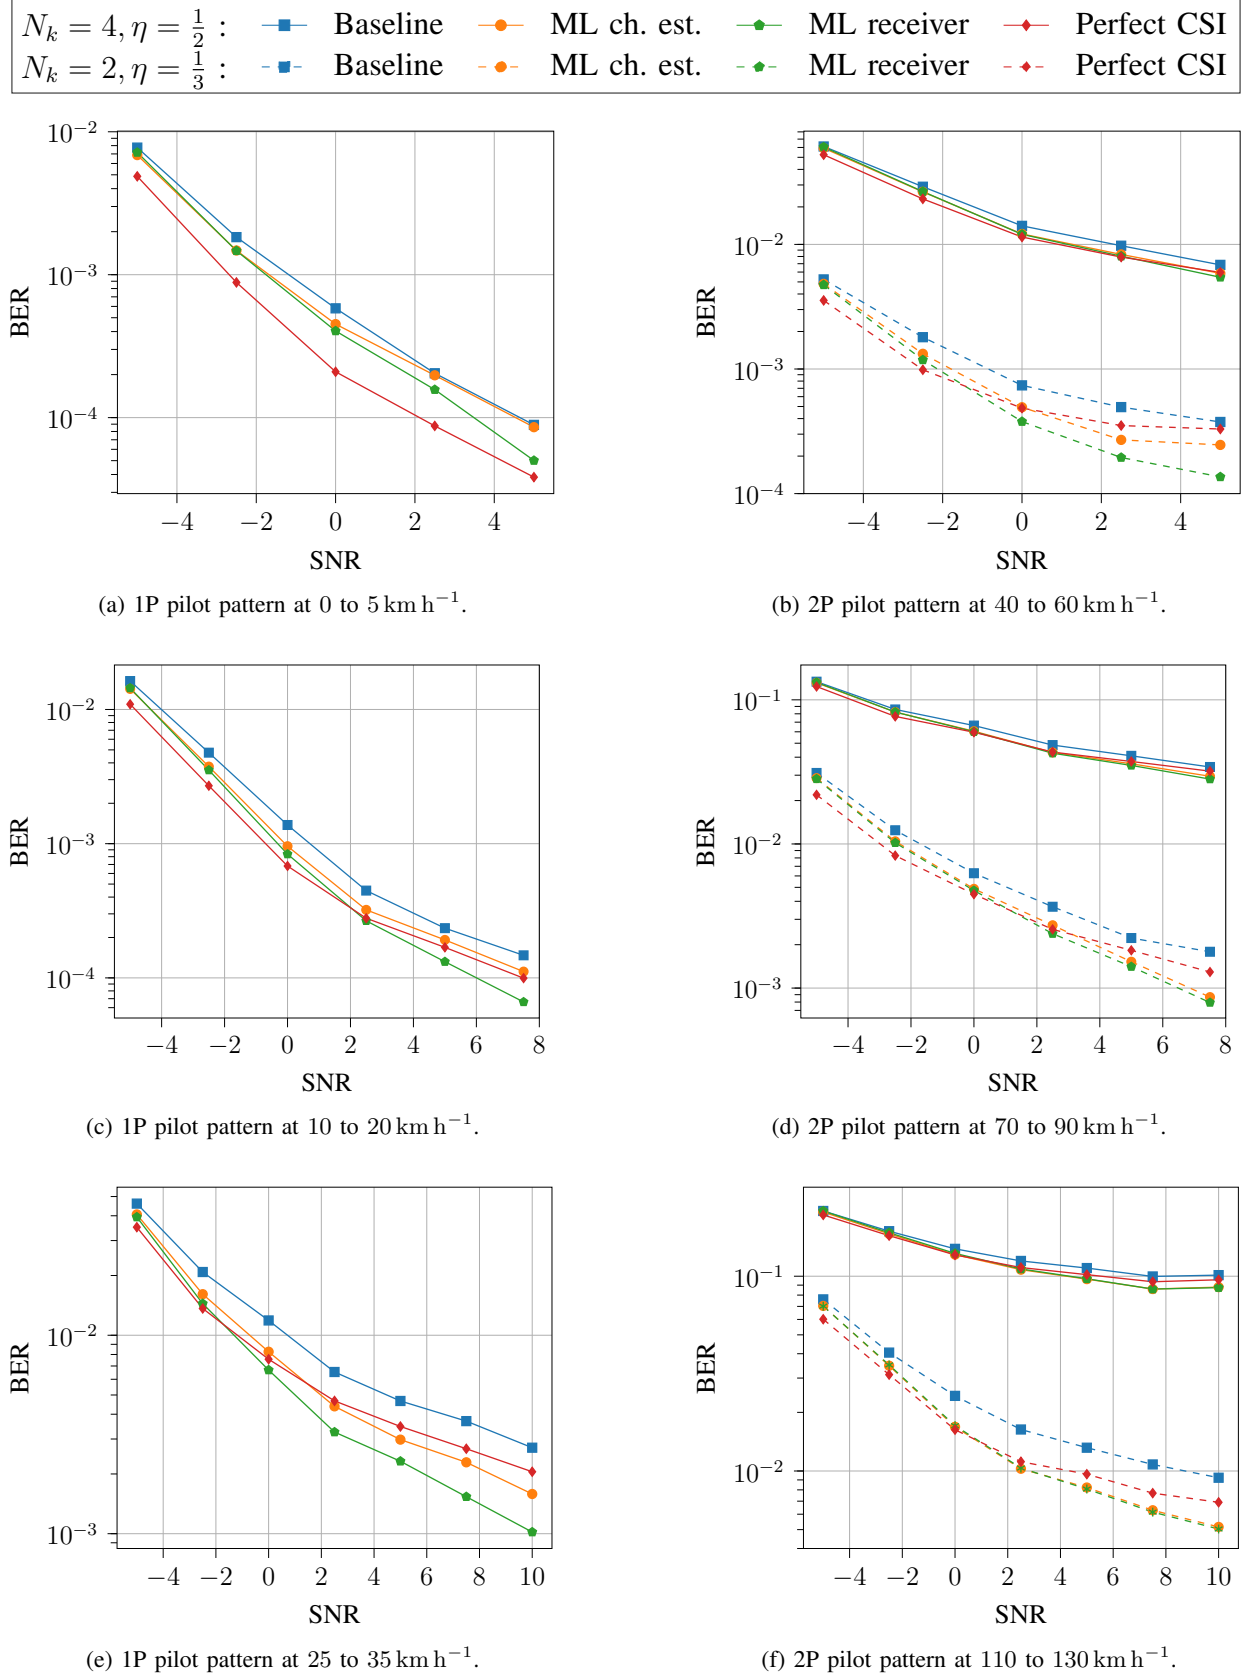 N_k = 4, η = 1/2 : Baseline ML ch. est. ML receiver Perfect CSI
N_k = 2, η = 1/3 : Baseline ML ch. est. ML receiver Perfect CSI
10^−2
10^−3
10^−4
BER
−4 −2 0 2 4
SNR
(a) 1P pilot pattern at 0 to 5 km h^−1.
10^−2
10^−3
10^−4
BER
−4 −2 0 2 4
SNR
(b) 2P pilot pattern at 40 to 60 km h^−1.
10^−2
10^−3
10^−4
BER
−4 −2 0 2 4 6 8
SNR
(c) 1P pilot pattern at 10 to 20 km h^−1.
10^−1
10^−2
10^−3
BER
−4 −2 0 2 4 6 8
SNR
(d) 2P pilot pattern at 70 to 90 km h^−1.
10^−2
10^−3
BER
−4 −2 0 2 4 6 8 10
SNR
(e) 1P pilot pattern at 25 to 35 km h^−1.
10^−1
10^−2
BER
−4 −2 0 2 4 6 8 10
SNR
(f) 2P pilot pattern at 110 to 130 km h^−1.